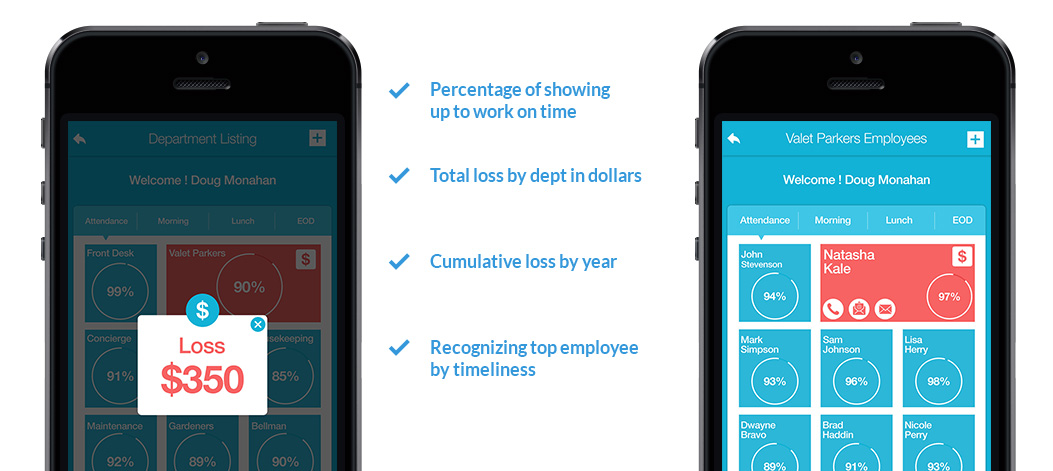 Department Listing
Welcome ! Doug Monahan
Attendance
Morning
Lunch
EOD
Front Desk
99%
Valet Parkers
$
90%
Concierge
91%
$
Loss
$350
85%
Maintenance
92%
Gardeners
89%
Bellman
90%
Percentage of showing
up to work on time
Total loss by dept in dollars
Cumulative loss by year
Recognizing top employee
by timeliness
Valet Parkers Employees
Welcome ! Doug Monahan
Attendance
Morning
Lunch
EOD
John
Stevenson
94%
Natasha
Kale
$
97%
Mark
Simpson
93%
Sam
Johnson
96%
Lisa
Herry
98%
Dwayne
Bravo
89%
Brad
Haddin
91%
Nicole
Perry
93%